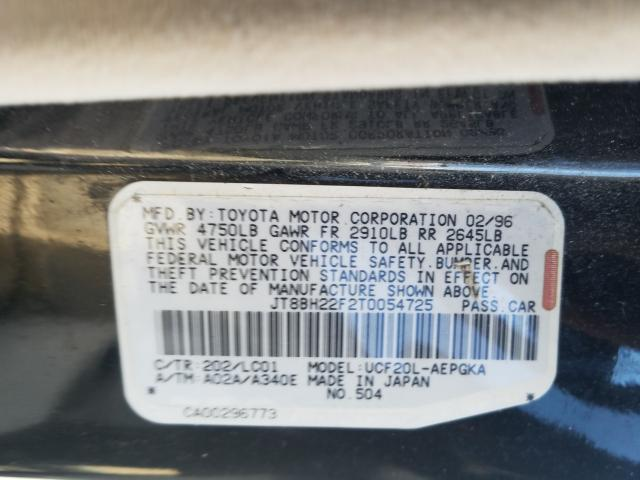 MFD. BY: TOYOTA MOTOR CORPORATION 02/96
GVWR 4750LB GAWR FR 2910LB RR 2645LB
THIS VEHICLE CONFORMS TO ALL APPLICABLE
FEDERAL MOTOR VEHICLE SAFETY, BUMPER, AND
THEFT PREVENTION STANDARDS IN EFFECT ON
THE DATE OF MANUFACTURE SHOWN ABOVE.
JT8BH22F2T0054725 PASS.CAR
C/TR: 202/LC01 MODEL: UCF20L-AEPGKA
A/TM: A02A/A340E MADE IN JAPAN
NO. 504
CA00296773